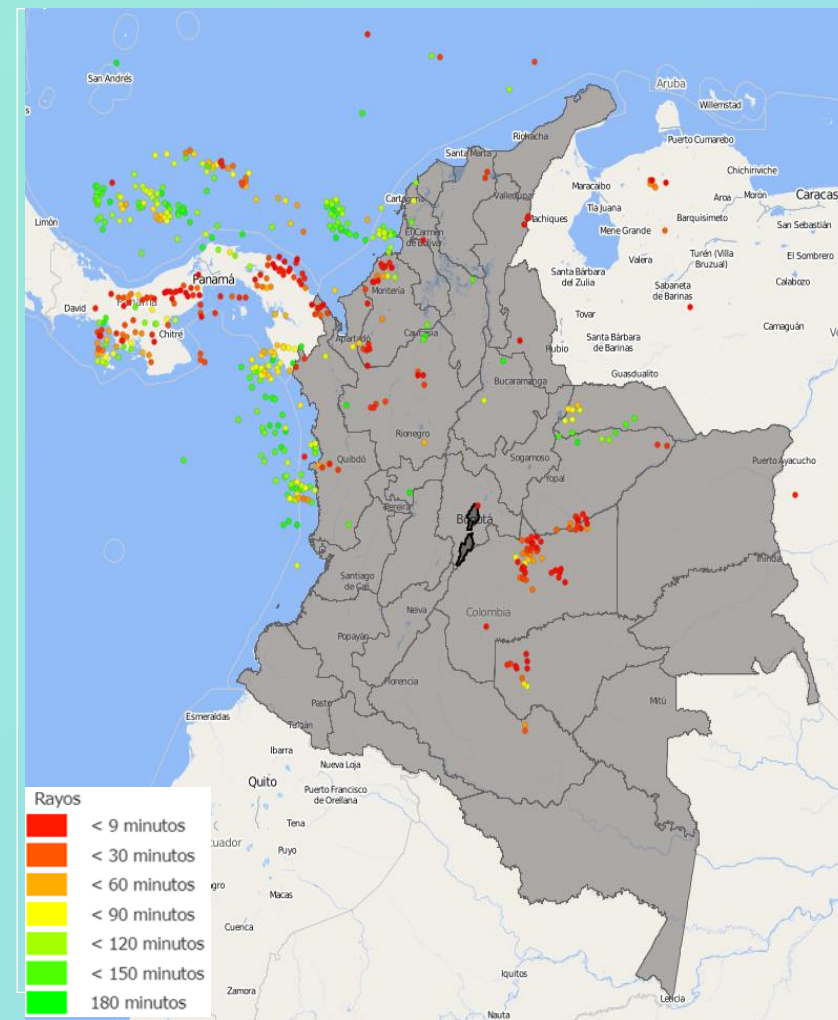 San Andrés
Aruba
Willemstad
Riohacha
Puerto Cumarebo
Santa Marta
Chichiriviche
Maracaibo
Valledupar
Cartagena
Aroa
Morón
Caracas
Tía Juana
Machiques
Barquisimeto
Limón
El Carmen
de Bolívar
Mene Grande
San Sebastián
Turén (Villa
Bruzual)
Valera
El Sombrero
Panamá
Santa Bárbara
del Zulia
Sabaneta
de Barinas
Calabozo
Montería
David
Panamá
Tovar
Camaguán
Chitré
Apartadó
Caucasia
Rubio
Santa Bárbara
de Barinas
Guasdualito
Bucaramanga
Rionegro
Quibdó
Sogamoso
Puerto Ayacucho
Yopal
Pereira
Bogotá
Inírida
Santiago
de Cali
Neiva
Colombia
Popayán
Florencia
Mitú
Pasto
Esmeraldas
Tulcán
Ibarra
Nueva Loja
Quito
Puerto Francisco
de Orellana
Tena
Puyo
Macas
Cuenca
Iquitos
Zamora
Leticia
Nauta
Rayos
< 9 minutos
< 30 minutos
< 60 minutos
< 90 minutos
< 120 minutos
< 150 minutos
180 minutos